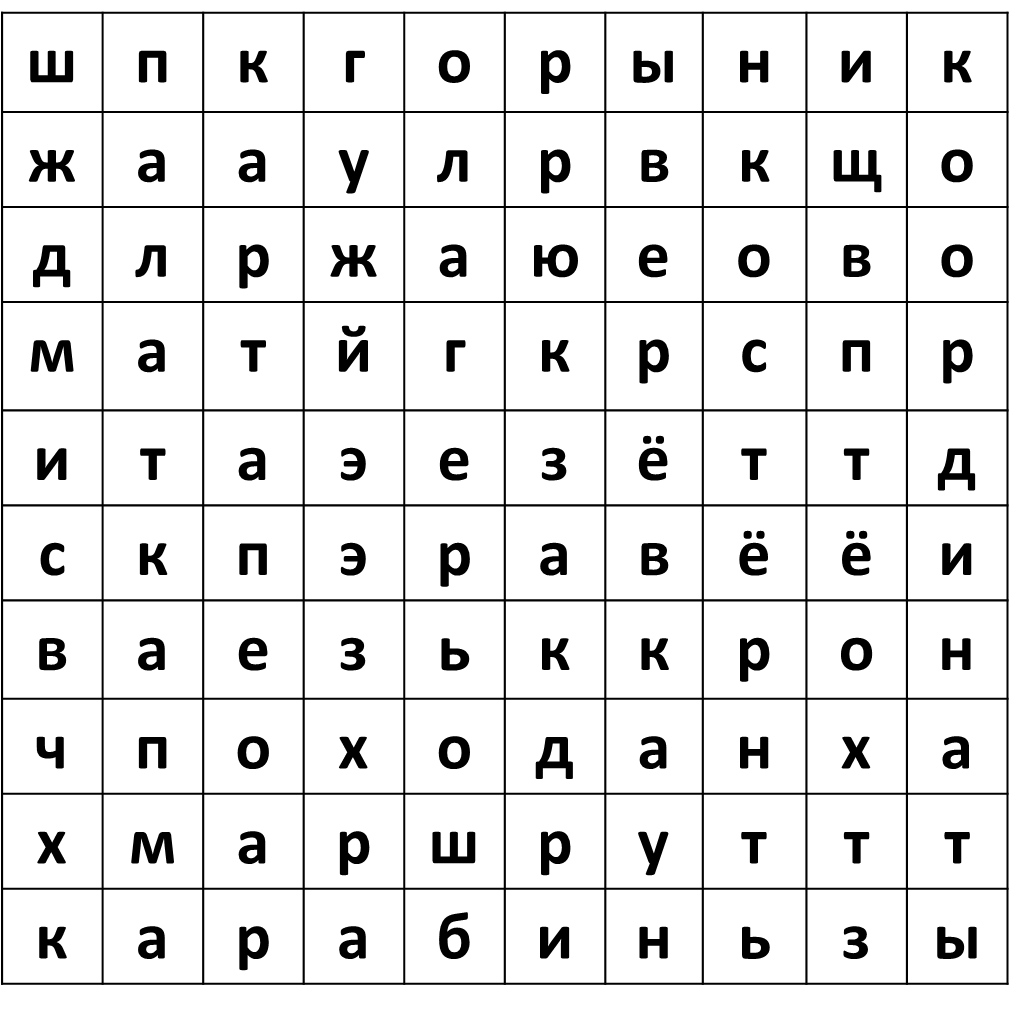 ш п к г о р ы н и к
ж а а у л р в к щ о
д л р ж а ю е о в о
м а т й г к р с п р
и т а э е з ё т т д
с к п э р а в ё ё и
в а е з ь к к р о н
ч п о х о д а н х а
х м а р ш р у т т т
к а р а б и н ь з ы